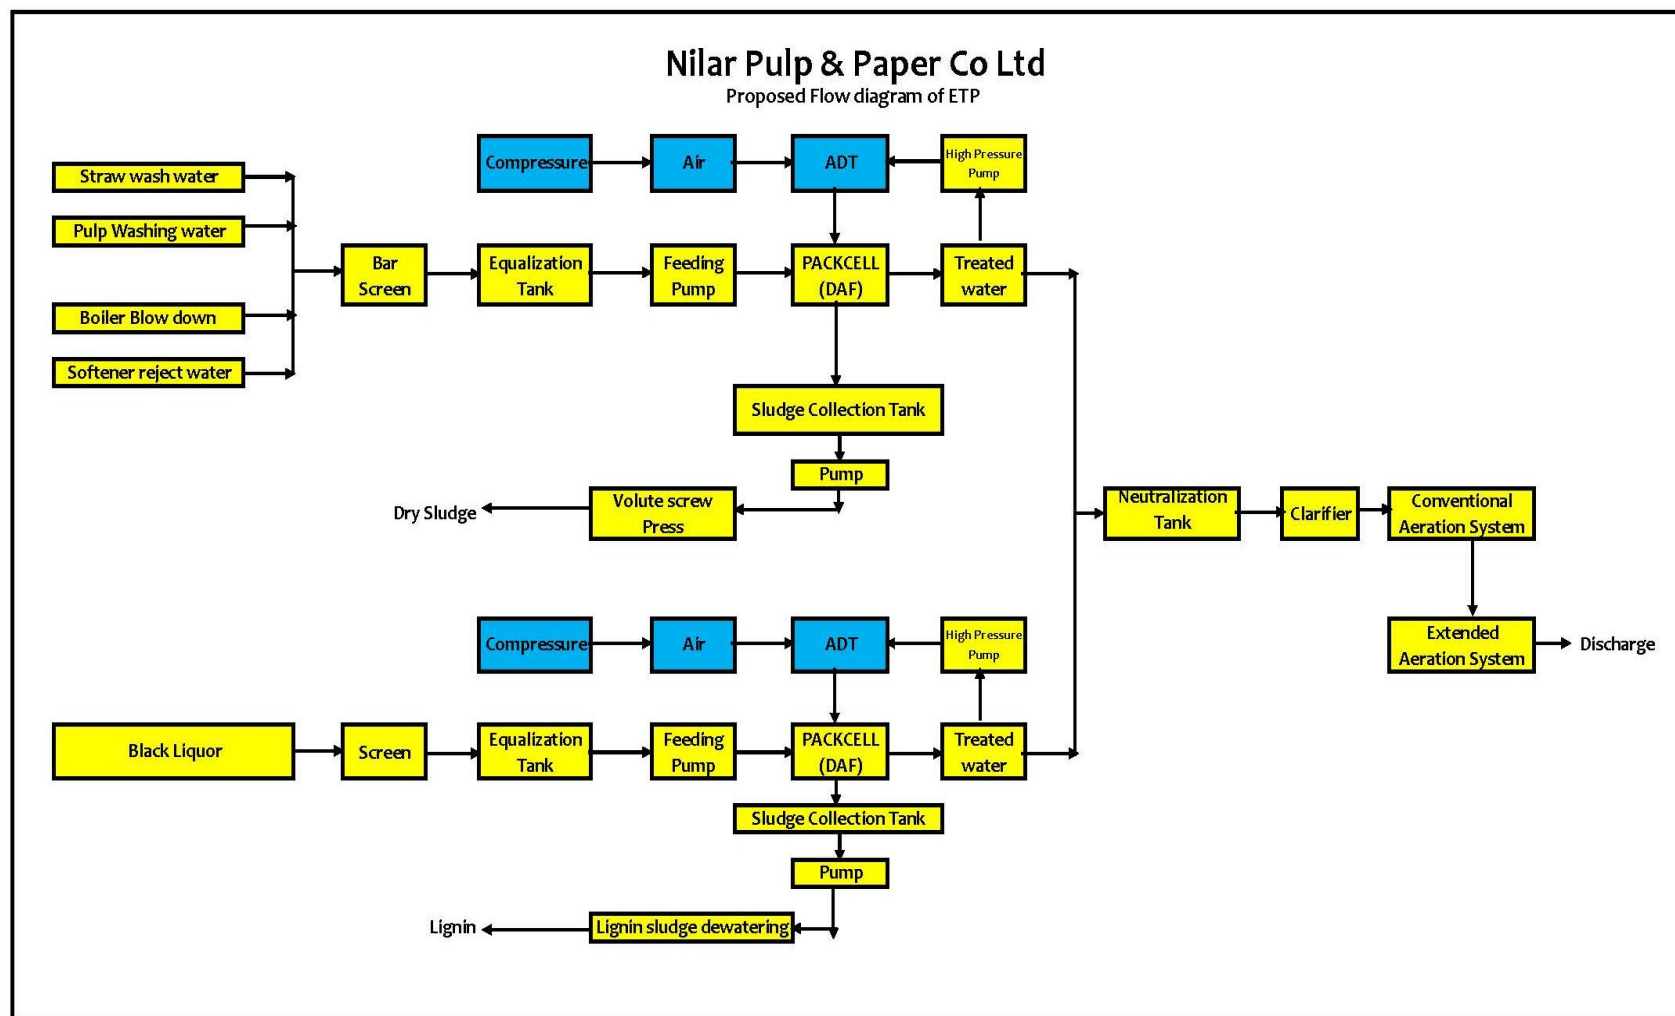 Nilar Pulp & Paper Co Ltd
Proposed Flow diagram of ETP
Compressure
Air
ADT
High Pressure
Pump
Straw wash water
Pulp Washing water
Boiler Blow down
Softener reject water
Bar
Screen
Equalization
Tank
Feeding
Pump
PACKCELL
(DAF)
Treated
water
Sludge Collection Tank
Pump
Volute screw
Press
Dry Sludge
Neutralization
Tank
Clarifier
Conventional
Aeration System
Extended
Aeration System
Discharge
Compressure
Air
ADT
High Pressure
Pump
Black Liquor
Screen
Equalization
Tank
Feeding
Pump
PACKCELL
(DAF)
Treated
water
Sludge Collection Tank
Pump
Lignin sludge dewatering
Lignin